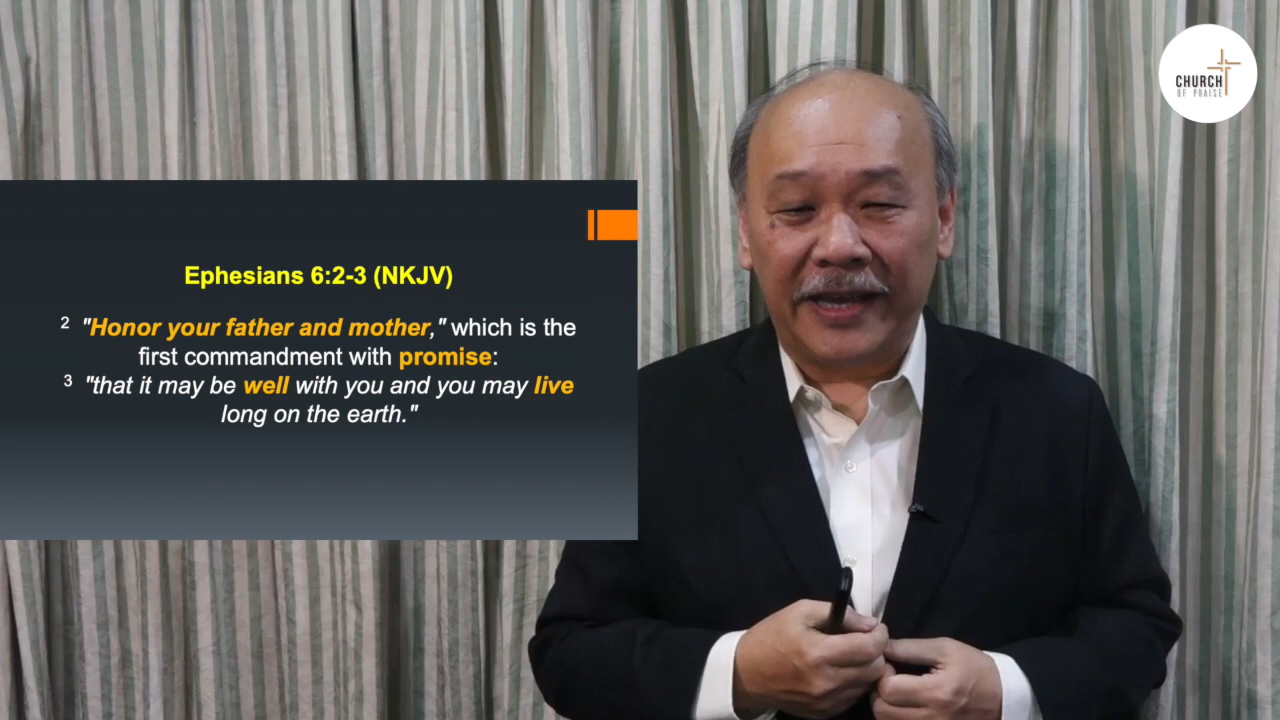 CHURCH
OF PRAISE
Ephesians 6:2-3 (NKJV)
2 "Honor your father and mother," which is the
first commandment with promise:
3 "that it may be well with you and you may live
long on the earth."